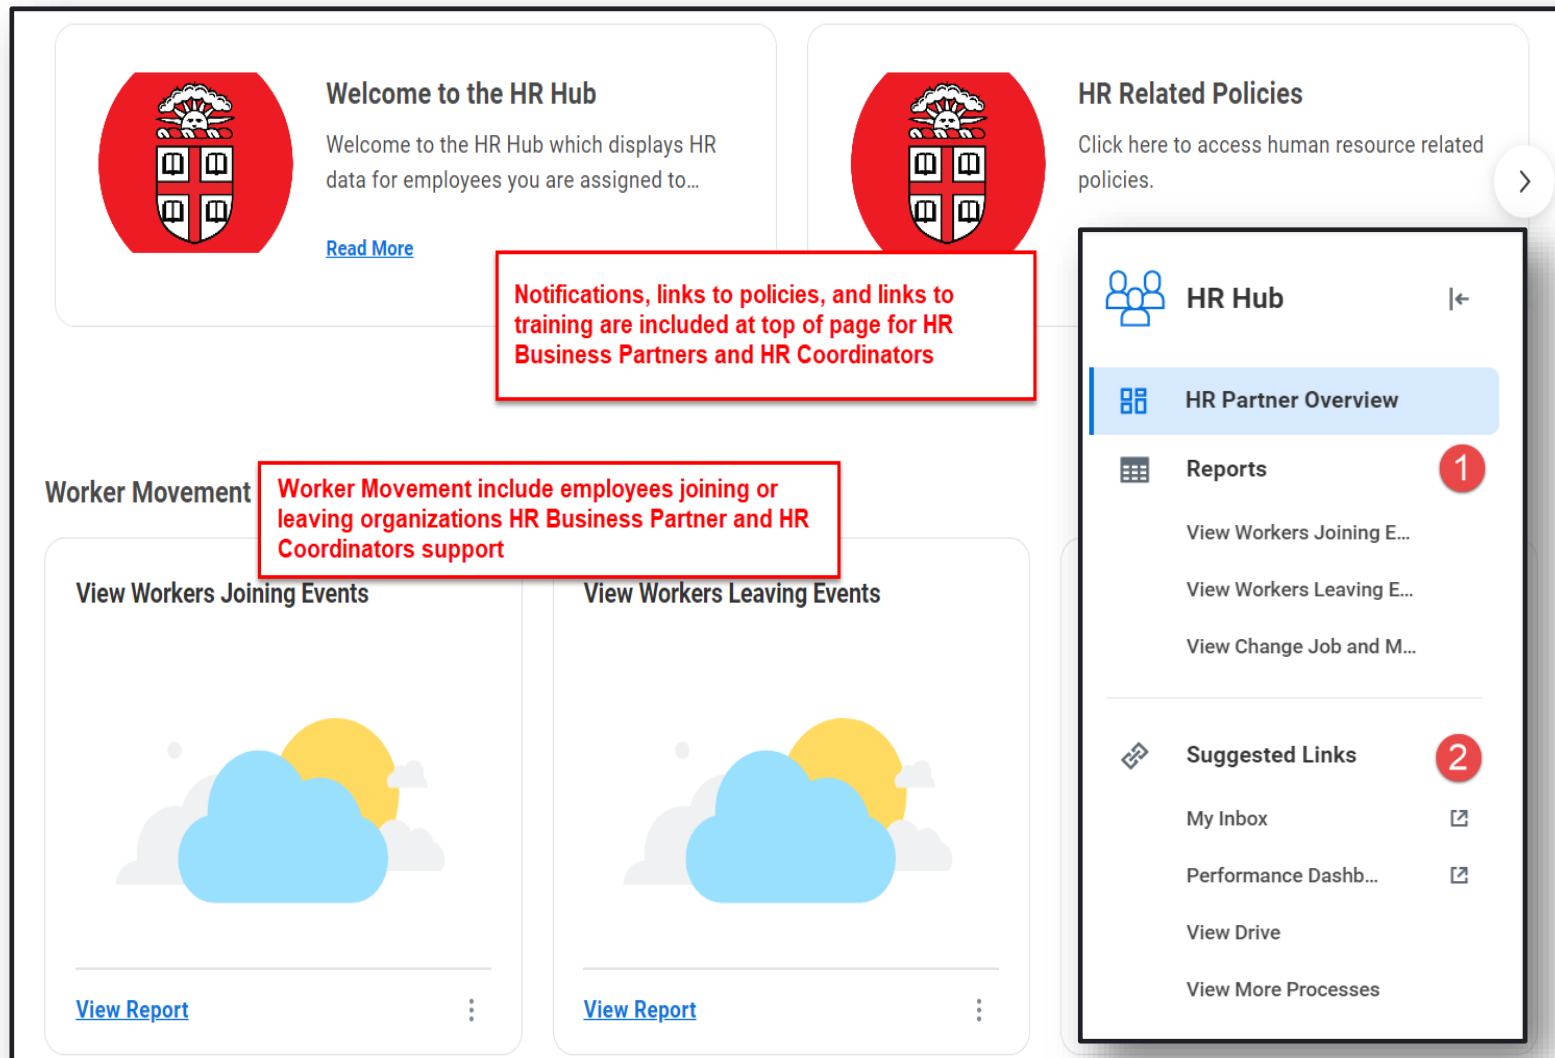 Welcome to the HR Hub
Welcome to the HR Hub which displays HR
data for employees you are assigned to...
Read More
HR Related Policies
Click here to access human resource related
policies.
Notifications, links to policies, and links to
training are included at top of page for HR
Business Partners and HR Coordinators
Worker Movement
Worker Movement include employees joining or
leaving organizations HR Business Partner and HR
Coordinators support
View Workers Joining Events
View Report
View Workers Leaving Events
View Report
HR Hub
HR Partner Overview
Reports
1
View Workers Joining E...
View Workers Leaving E...
View Change Job and M...
Suggested Links
2
My Inbox
Performance Dashb...
View Drive
View More Processes